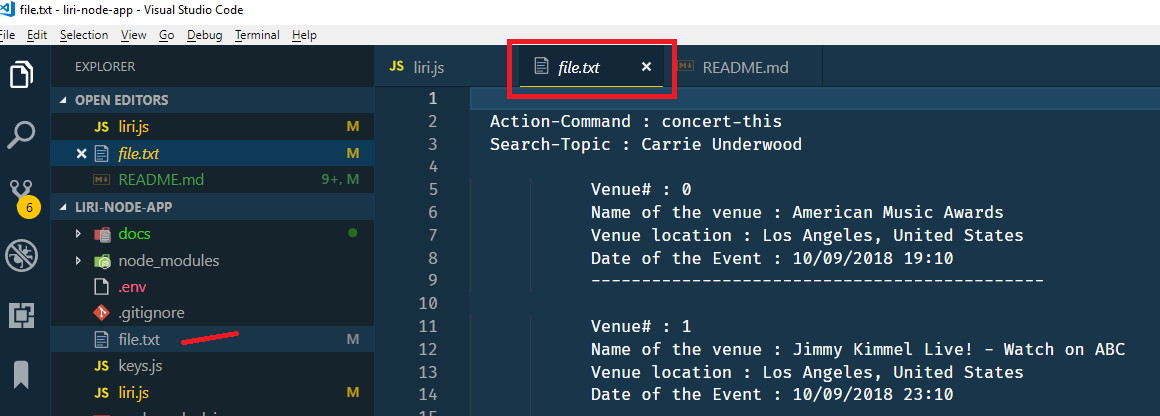 file.txt - liri-node-app - Visual Studio Code
File Edit Selection View Go Debug Terminal Help
EXPLORER
OPEN EDITORS
JS liri.js M
file.txt M
README.md 9+, M
LIRI-NODE-APP
docs
node_modules
.env
.gitignore
file.txt M
JS keys.js
JS liri.js M
6
JS liri.js
file.txt
README.md
1
2 Action-Command : concert-this
3 Search-Topic : Carrie Underwood
4
5 Venue# : 0
6 Name of the venue : American Music Awards
7 Venue location : Los Angeles, United States
8 Date of the Event : 10/09/2018 19:10
9 ---------------------------------------------
10
11 Venue# : 1
12 Name of the venue : Jimmy Kimmel Live! - Watch on ABC
13 Venue location : Los Angeles, United States
14 Date of the Event : 10/09/2018 23:10